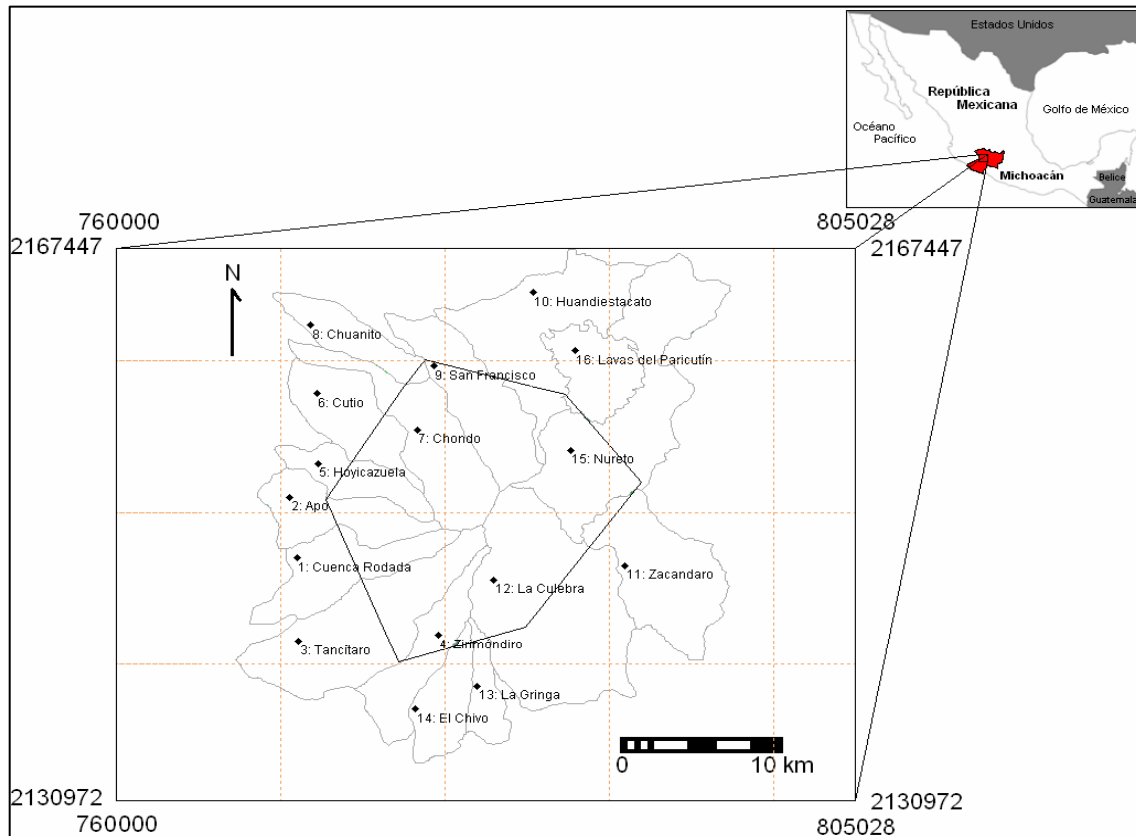 Estados Unidos
República
Mexicana
Golfo de México
Océano
Pacífico
Michoacán
Belice
Guatemala
760000
805028
2167447
2167447
N
10: Huandiestacato
8: Chuanito
16: Lavas del Paricutín
9: San Francisco
6: Cutio
7: Chondo
15: Nureto
5: Hoyicazuela
2: Apo
1: Cuenca Rodada
11: Zacandaro
12: La Culebra
4: Zirimóndiro
3: Tancítaro
13: La Gringa
14: El Chivo
0 10 km
2130972
2130972
760000
805028